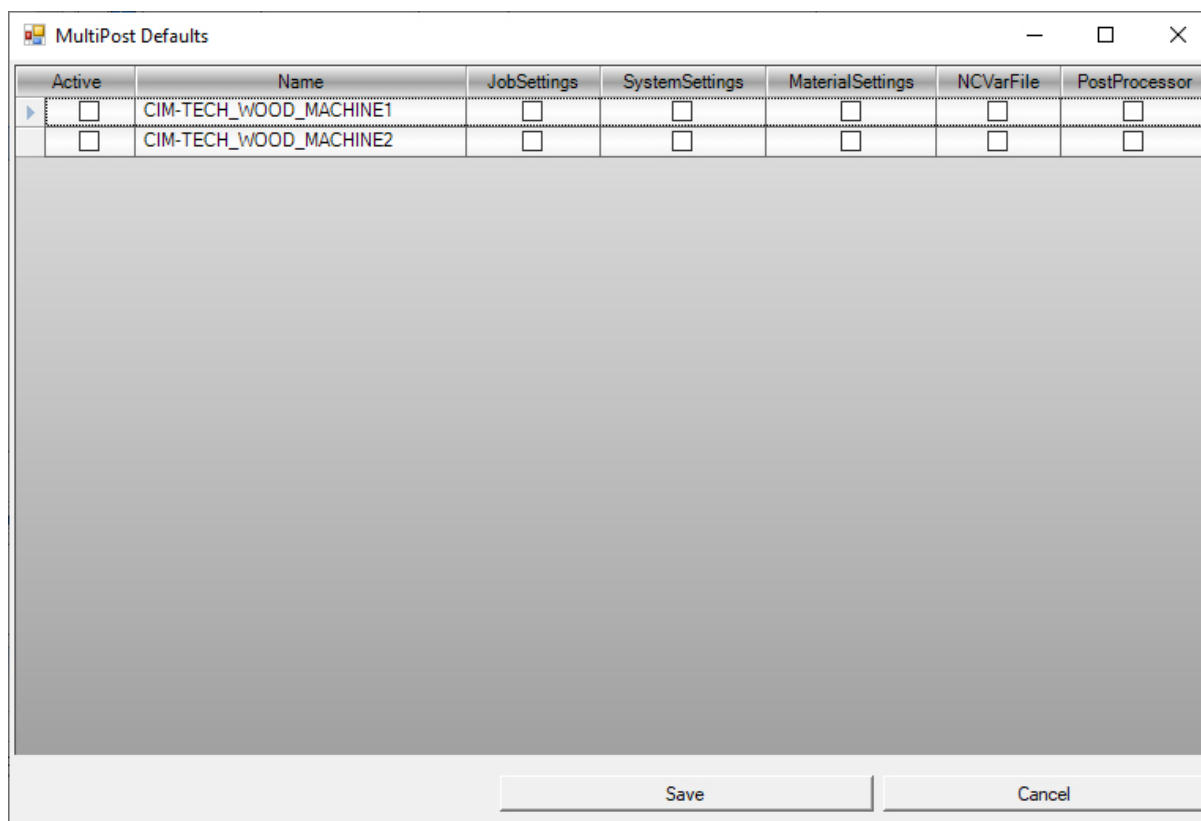 MultiPost Defaults
Active Name JobSettings SystemSettings MaterialSettings NCVarFile PostProcessor
CIM-TECH_WOOD_MACHINE1
CIM-TECH_WOOD_MACHINE2
Save Cancel